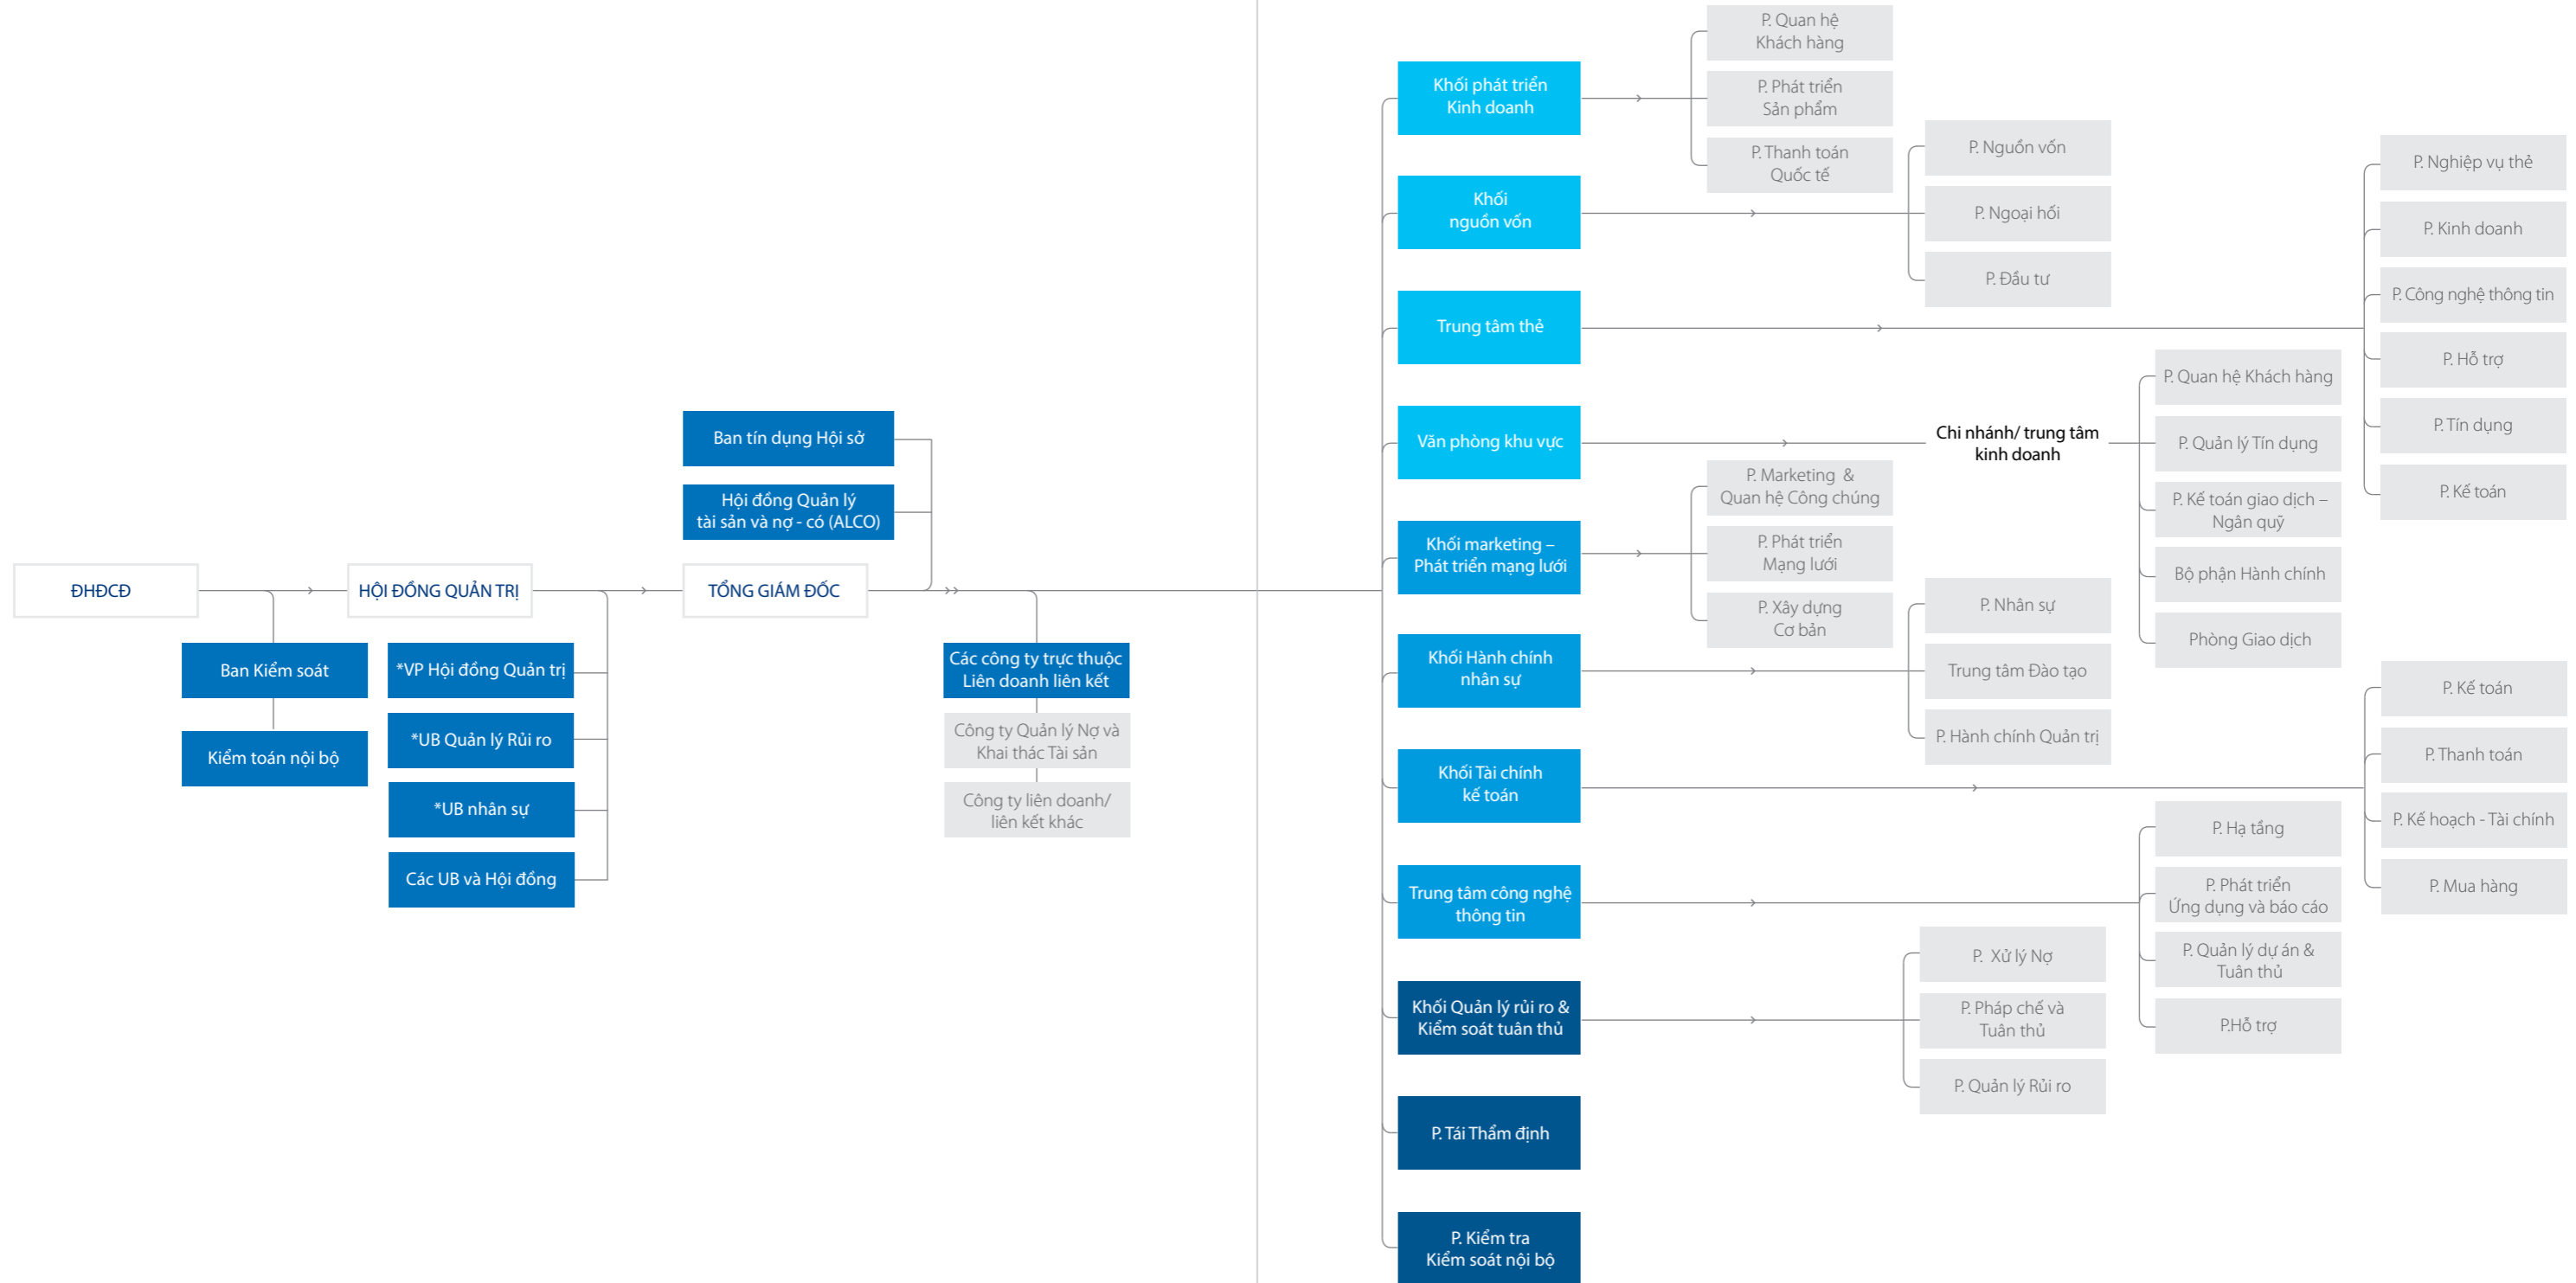 ĐHĐCĐ
Ban Kiểm soát
Kiểm toán nội bộ
HỘI ĐỒNG QUẢN TRỊ
*VP Hội đồng Quản trị
*UB Quản lý Rủi ro
*UB nhân sự
Các UB và Hội đồng
Ban tín dụng Hội sở
Hội đồng Quản lý
tài sản và nợ - có (ALCO)
TỔNG GIÁM ĐỐC
Các công ty trực thuộc
Liên doanh liên kết
Công ty Quản lý Nợ và
Khai thác Tài sản
Công ty liên doanh/
liên kết khác
Khối phát triển
Kinh doanh
P. Quan hệ
Khách hàng
P. Phát triển
Sản phẩm
P. Thanh toán
Quốc tế
Khối
nguồn vốn
P. Nguồn vốn
P. Ngoại hối
P. Đầu tư
Trung tâm thẻ
P. Nghiệp vụ thẻ
P. Kinh doanh
P. Công nghệ thông tin
P. Hỗ trợ
P. Tín dụng
P. Kế toán
Văn phòng khu vực
Chi nhánh/ trung tâm
kinh doanh
P. Quan hệ Khách hàng
P. Quản lý Tín dụng
P. Kế toán giao dịch –
Ngân quỹ
Bộ phận Hành chính
Phòng Giao dịch
Khối marketing –
Phát triển mạng lưới
P. Marketing &
Quan hệ Công chúng
P. Phát triển
Mạng lưới
P. Xây dựng
Cơ bản
Khối Hành chính
nhân sự
P. Nhân sự
Trung tâm Đào tạo
P. Hành chính Quản trị
Khối Tài chính
kế toán
P. Kế toán
P. Thanh toán
P. Kế hoạch - Tài chính
P. Mua hàng
Trung tâm công nghệ
thông tin
P. Hạ tầng
P. Phát triển
Ứng dụng và báo cáo
P. Quản lý dự án &
Tuân thủ
P.Hỗ trợ
Khối Quản lý rủi ro &
Kiểm soát tuân thủ
P. Xử lý Nợ
P. Pháp chế và
Tuân thủ
P. Quản lý Rủi ro
P. Tái Thẩm định
P. Kiểm tra
Kiểm soát nội bộ